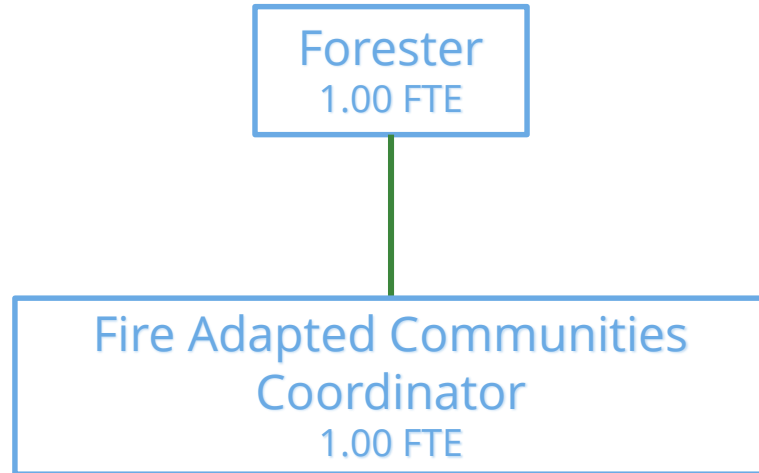 Forester
1.00 FTE
Fire Adapted Communities
Coordinator
1.00 FTE